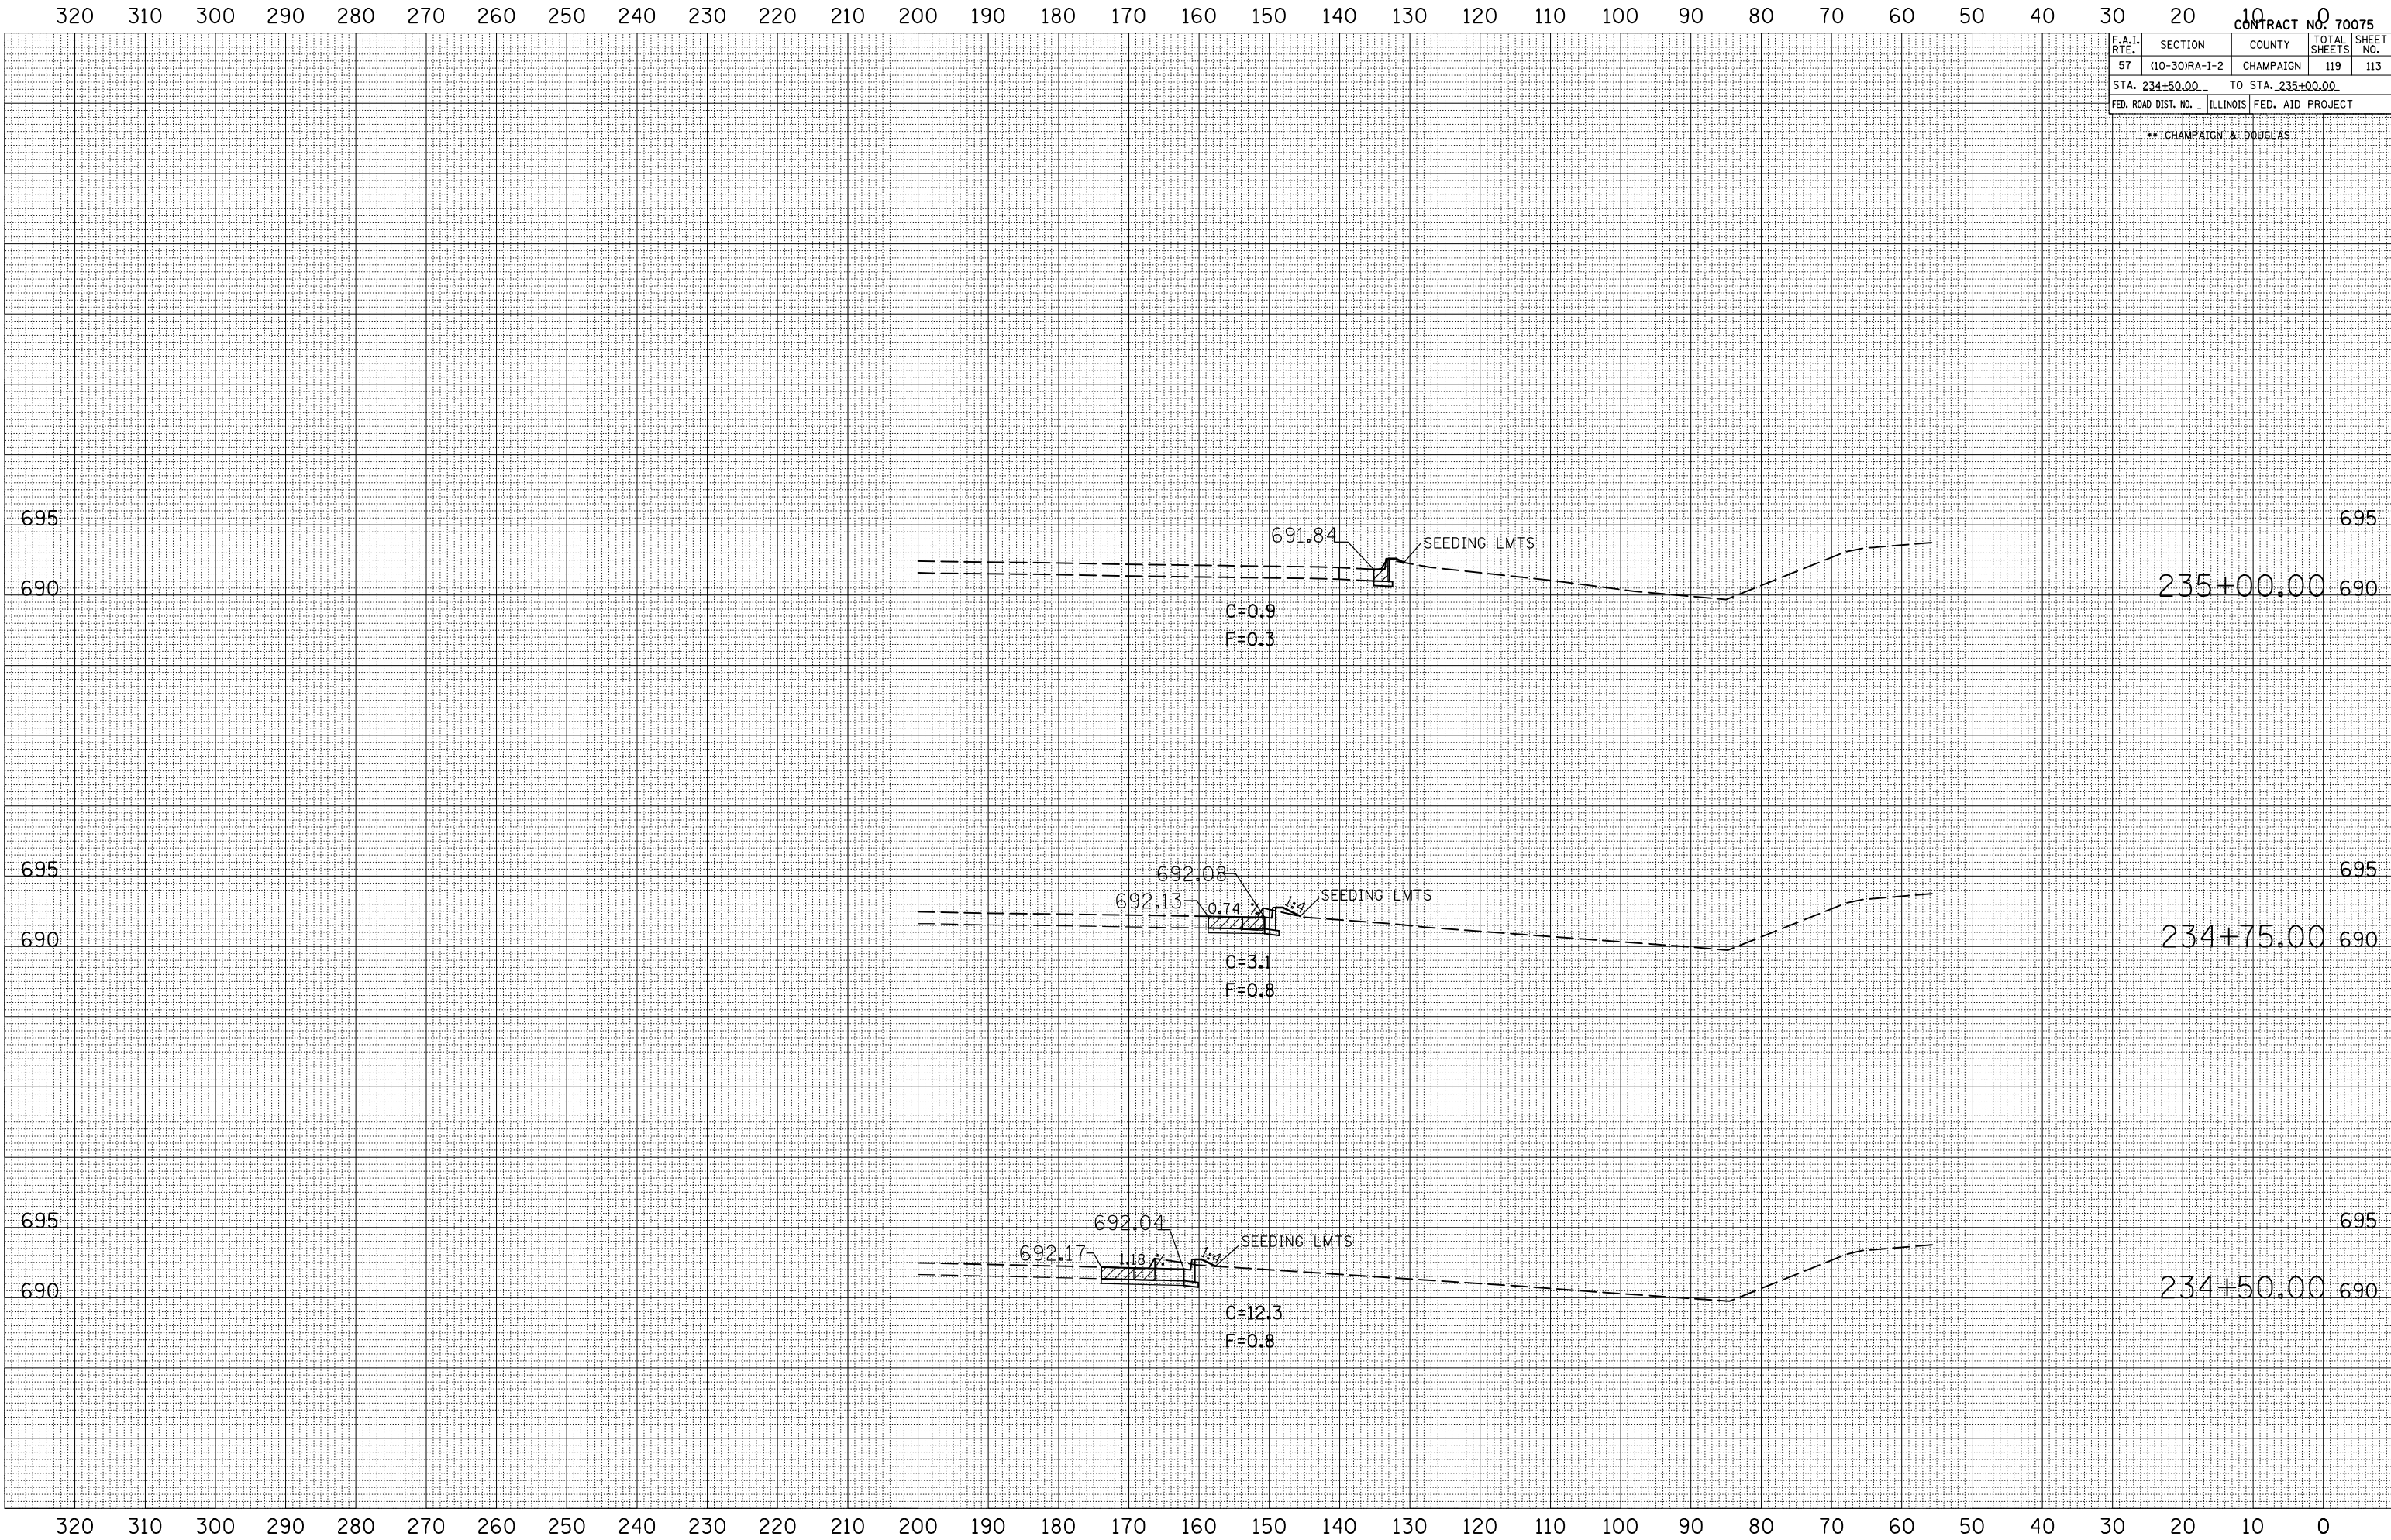 320 310 300 290 280 270 260 250 240 230 220 210 200 190 180 170 160 150 140 130 120 110 100 90 80 70 60 50 40 30 20 10 0
CONTRACT NO. 70075
F.A.I. RTE. SECTION COUNTY TOTAL SHEETS SHEET NO.
57 (10-30)RA-I-2 CHAMPAIGN 119 113
STA. 234+50.00 TO STA. 235+00.00
FED. ROAD DIST. NO. _ ILLINOIS FED. AID PROJECT
** CHAMPAIGN & DOUGLAS
695 695
691.84 SEEDING LMTS
690 235+00.00 690
C=0.9
F=0.3
695 695
692.08
692.13 0.74 % 1:4 SEEDING LMTS
690 234+75.00 690
C=3.1
F=0.8
695 695
692.04
692.17 1.18 % 1:4 SEEDING LMTS
690 234+50.00 690
C=12.3
F=0.8
320 310 300 290 280 270 260 250 240 230 220 210 200 190 180 170 160 150 140 130 120 110 100 90 80 70 60 50 40 30 20 10 0